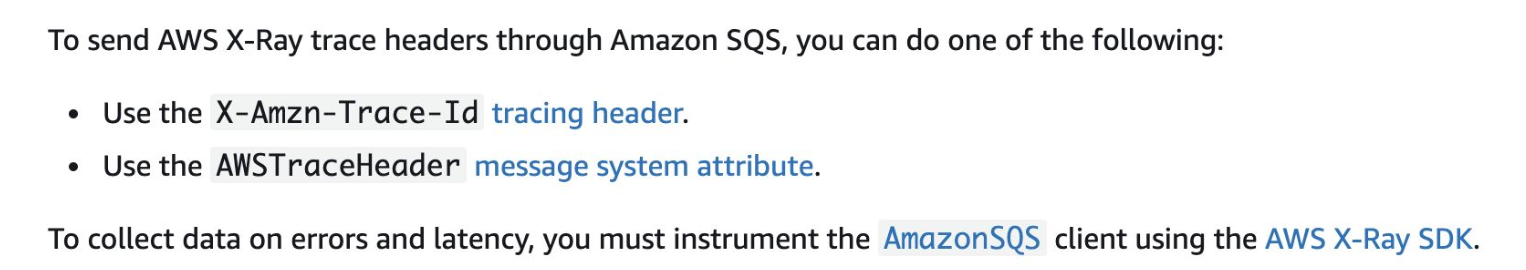 To send AWS X-Ray trace headers through Amazon SQS, you can do one of the following:
• Use the X-Amzn-Trace-Id tracing header.
• Use the AWSTraceHeader message system attribute.
To collect data on errors and latency, you must instrument the AmazonSQS client using the AWS X-Ray SDK.